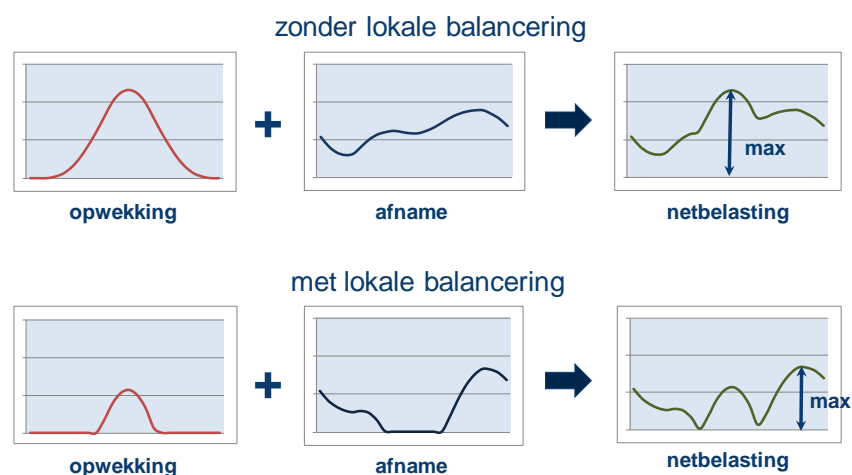 zonder lokale balancering
+
max
opwekking
afname
netbelasting
met lokale balancering
+
max
opwekking
afname
netbelasting